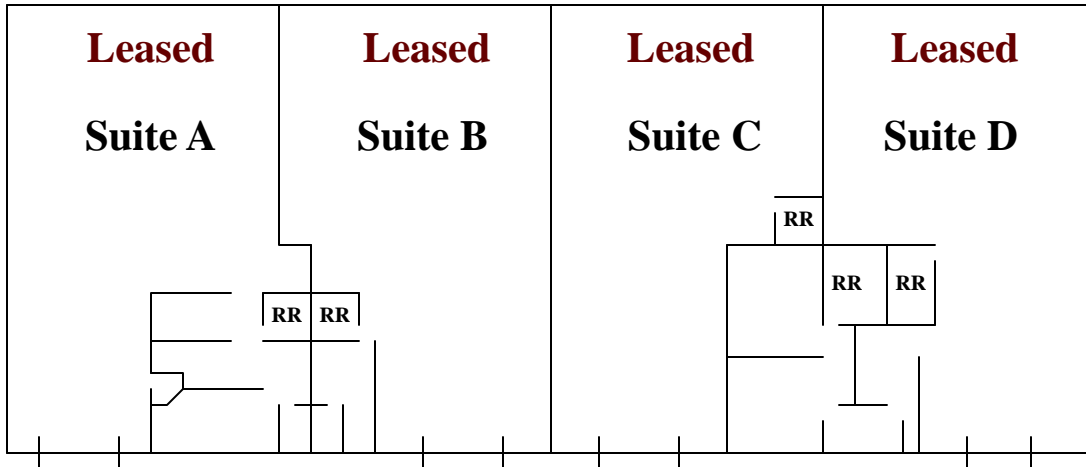 Leased Leased Leased Leased
Suite A Suite B Suite C Suite D
RR
RR RR
RR RR